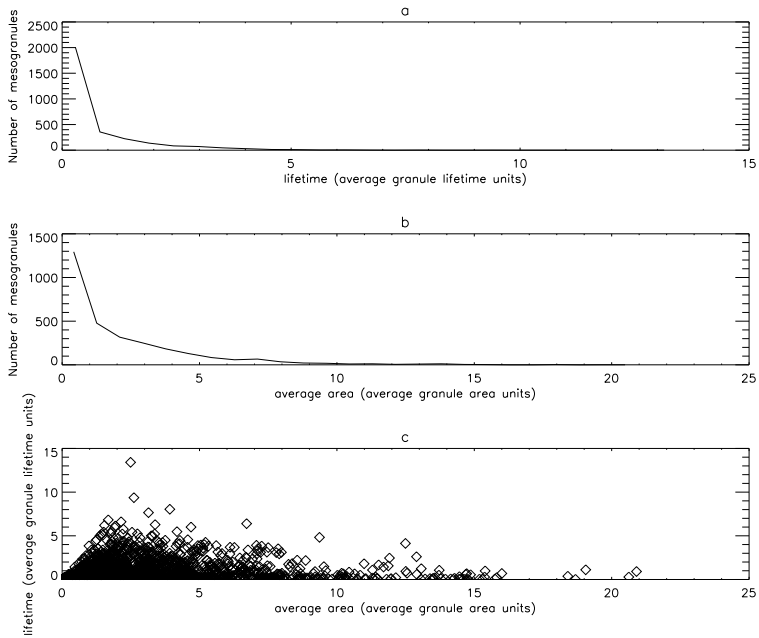 a
Number of mesogranules
2500
2000
1500
1000
500
0
0 5 10 15
lifetime (average granule lifetime units)
b
Number of mesogranules
1500
1000
500
0
0 5 10 15 20 25
average area (average granule area units)
c
lifetime (average granule lifetime units)
15
10
5
0
0 5 10 15 20 25
average area (average granule area units)